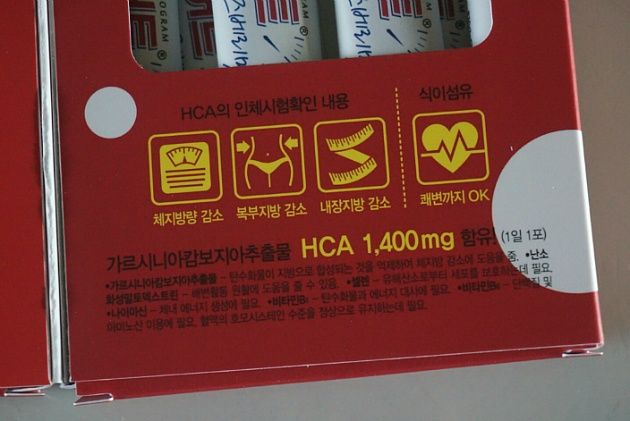 OGRAM
ME®
HCA의 인체시험확인 내용
식이섬유
체지방량 감소
복부지방 감소
내장지방 감소
쾌변까지 OK
가르시니아캄보지아추출물 HCA 1,400mg 함유! (1일 1포)
•가르시니아캄보지아추출물 – 탄수화물이 지방으로 합성되는 것을 억제하여 체지방 감소에 도움을 줌. •난소
화성말토덱스트린 – 배변활동 원활에 도움을 줄 수 있음. •셀렌 – 유해산소로부터 세포를 보호하는데 필요.
•나이아신 – 체내 에너지 생성에 필요. •비타민B₁ – 탄수화물과 에너지 대사에 필요. •비타민B₆ – 단백질 및
아미노산 이용에 필요. 혈액의 호모시스테인 수준을 정상으로 유지하는데 필요.